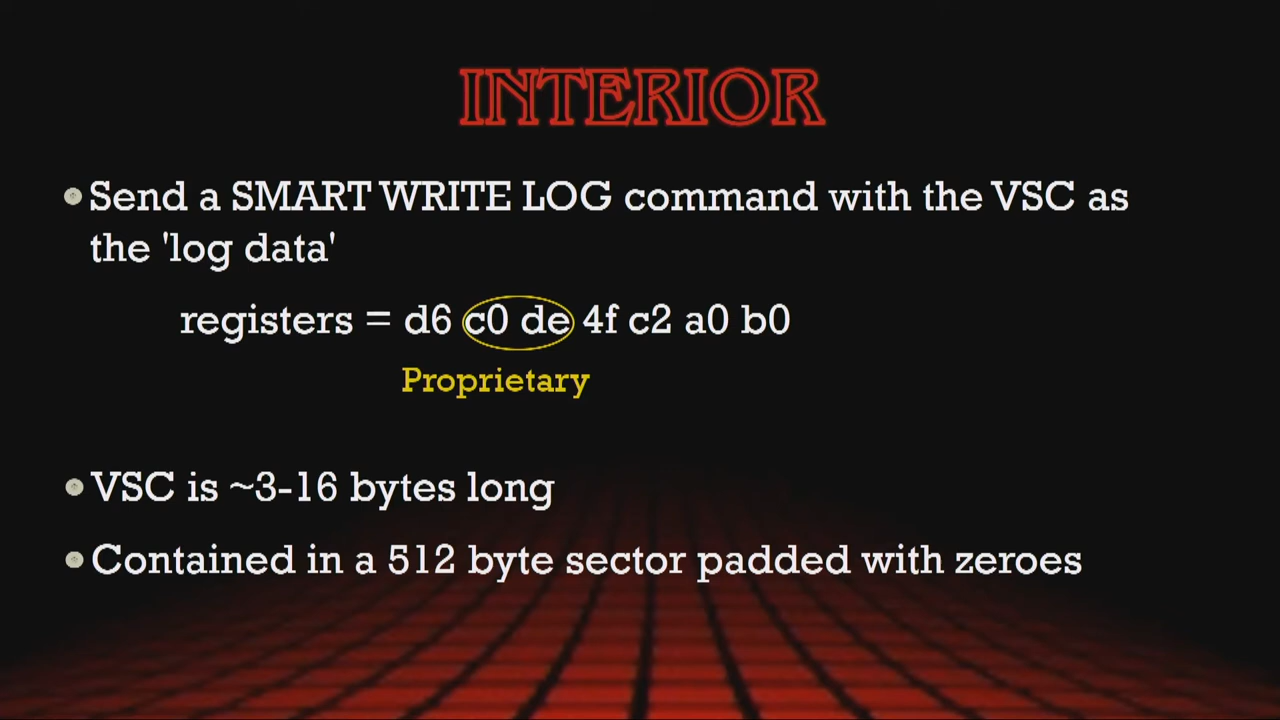 INTERIOR
Send a SMART WRITE LOG command with the VSC as
the 'log data'
registers = d6 c0 de 4f c2 a0 b0
Proprietary
VSC is ~3-16 bytes long
Contained in a 512 byte sector padded with zeroes